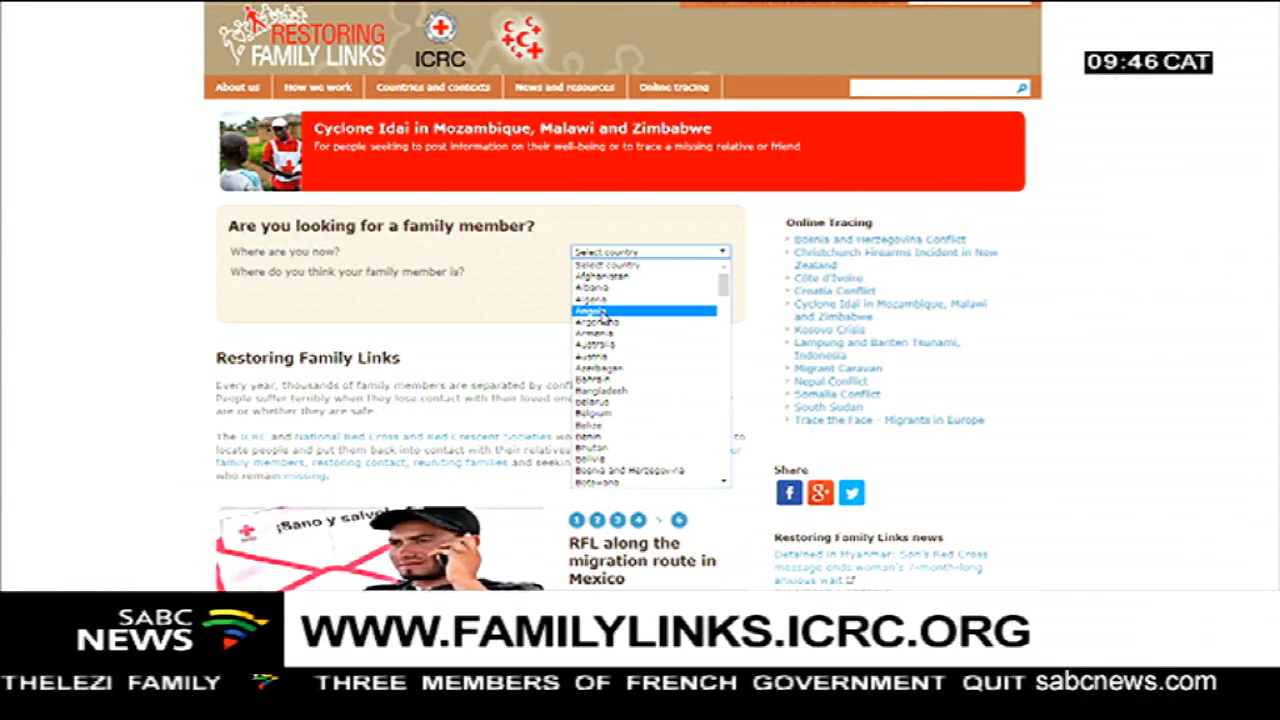 RESTORING
FAMILY LINKS
ICRC
09:46 CAT
About us
How we work
Countries and contexts
News and resources
Online tracing
Cyclone Idai in Mozambique, Malawi and Zimbabwe
For people seeking to post information on their well-being or to trace a missing relative or friend
Are you looking for a family member?
Where are you now?
Where do you think your family member is?
Select country
Select country
Afghanistan
Albania
Algeria
Angola
Argentina
Armenia
Australia
Austria
Azerbaijan
Bahrain
Bangladesh
Belarus
Belgium
Belize
Benin
Bhutan
Bolivia
Bosnia and Herzegovina
Botswana
Online Tracing
Bosnia and Herzegovina Conflict
Christchurch Firearms Incident in New
Zealand
Côte d'Ivoire
Croatia Conflict
Cyclone Idai in Mozambique, Malawi
and Zimbabwe
Kosovo Crisis
Lampung and Banten Tsunami,
Indonesia
Migrant Caravan
Nepal Conflict
Somalia Conflict
South Sudan
Trace the Face - Migrants in Europe
Restoring Family Links
Every year, thousands of family members are separated by
People suffer terribly when they lose contact with their loved
are or whether they are safe.
The ICRC and National Red Cross and Red Crescent Societies to
locate people and put them back into contact with their relatives or
family members, restoring contact, reuniting families and
who remain missing.
Share
¡Sano y salvo!
1 2 3 4 > 6
RFL along the
migration route in
Mexico
Restoring Family Links news
Detained in Myanmar: Son's Red Cross
message ends woman's 7-month-long
anxious wait
SABC
NEWS
WWW.FAMILYLINKS.ICRC.ORG
THELEZI FAMILY THREE MEMBERS OF FRENCH GOVERNMENT QUIT sabcnews.com